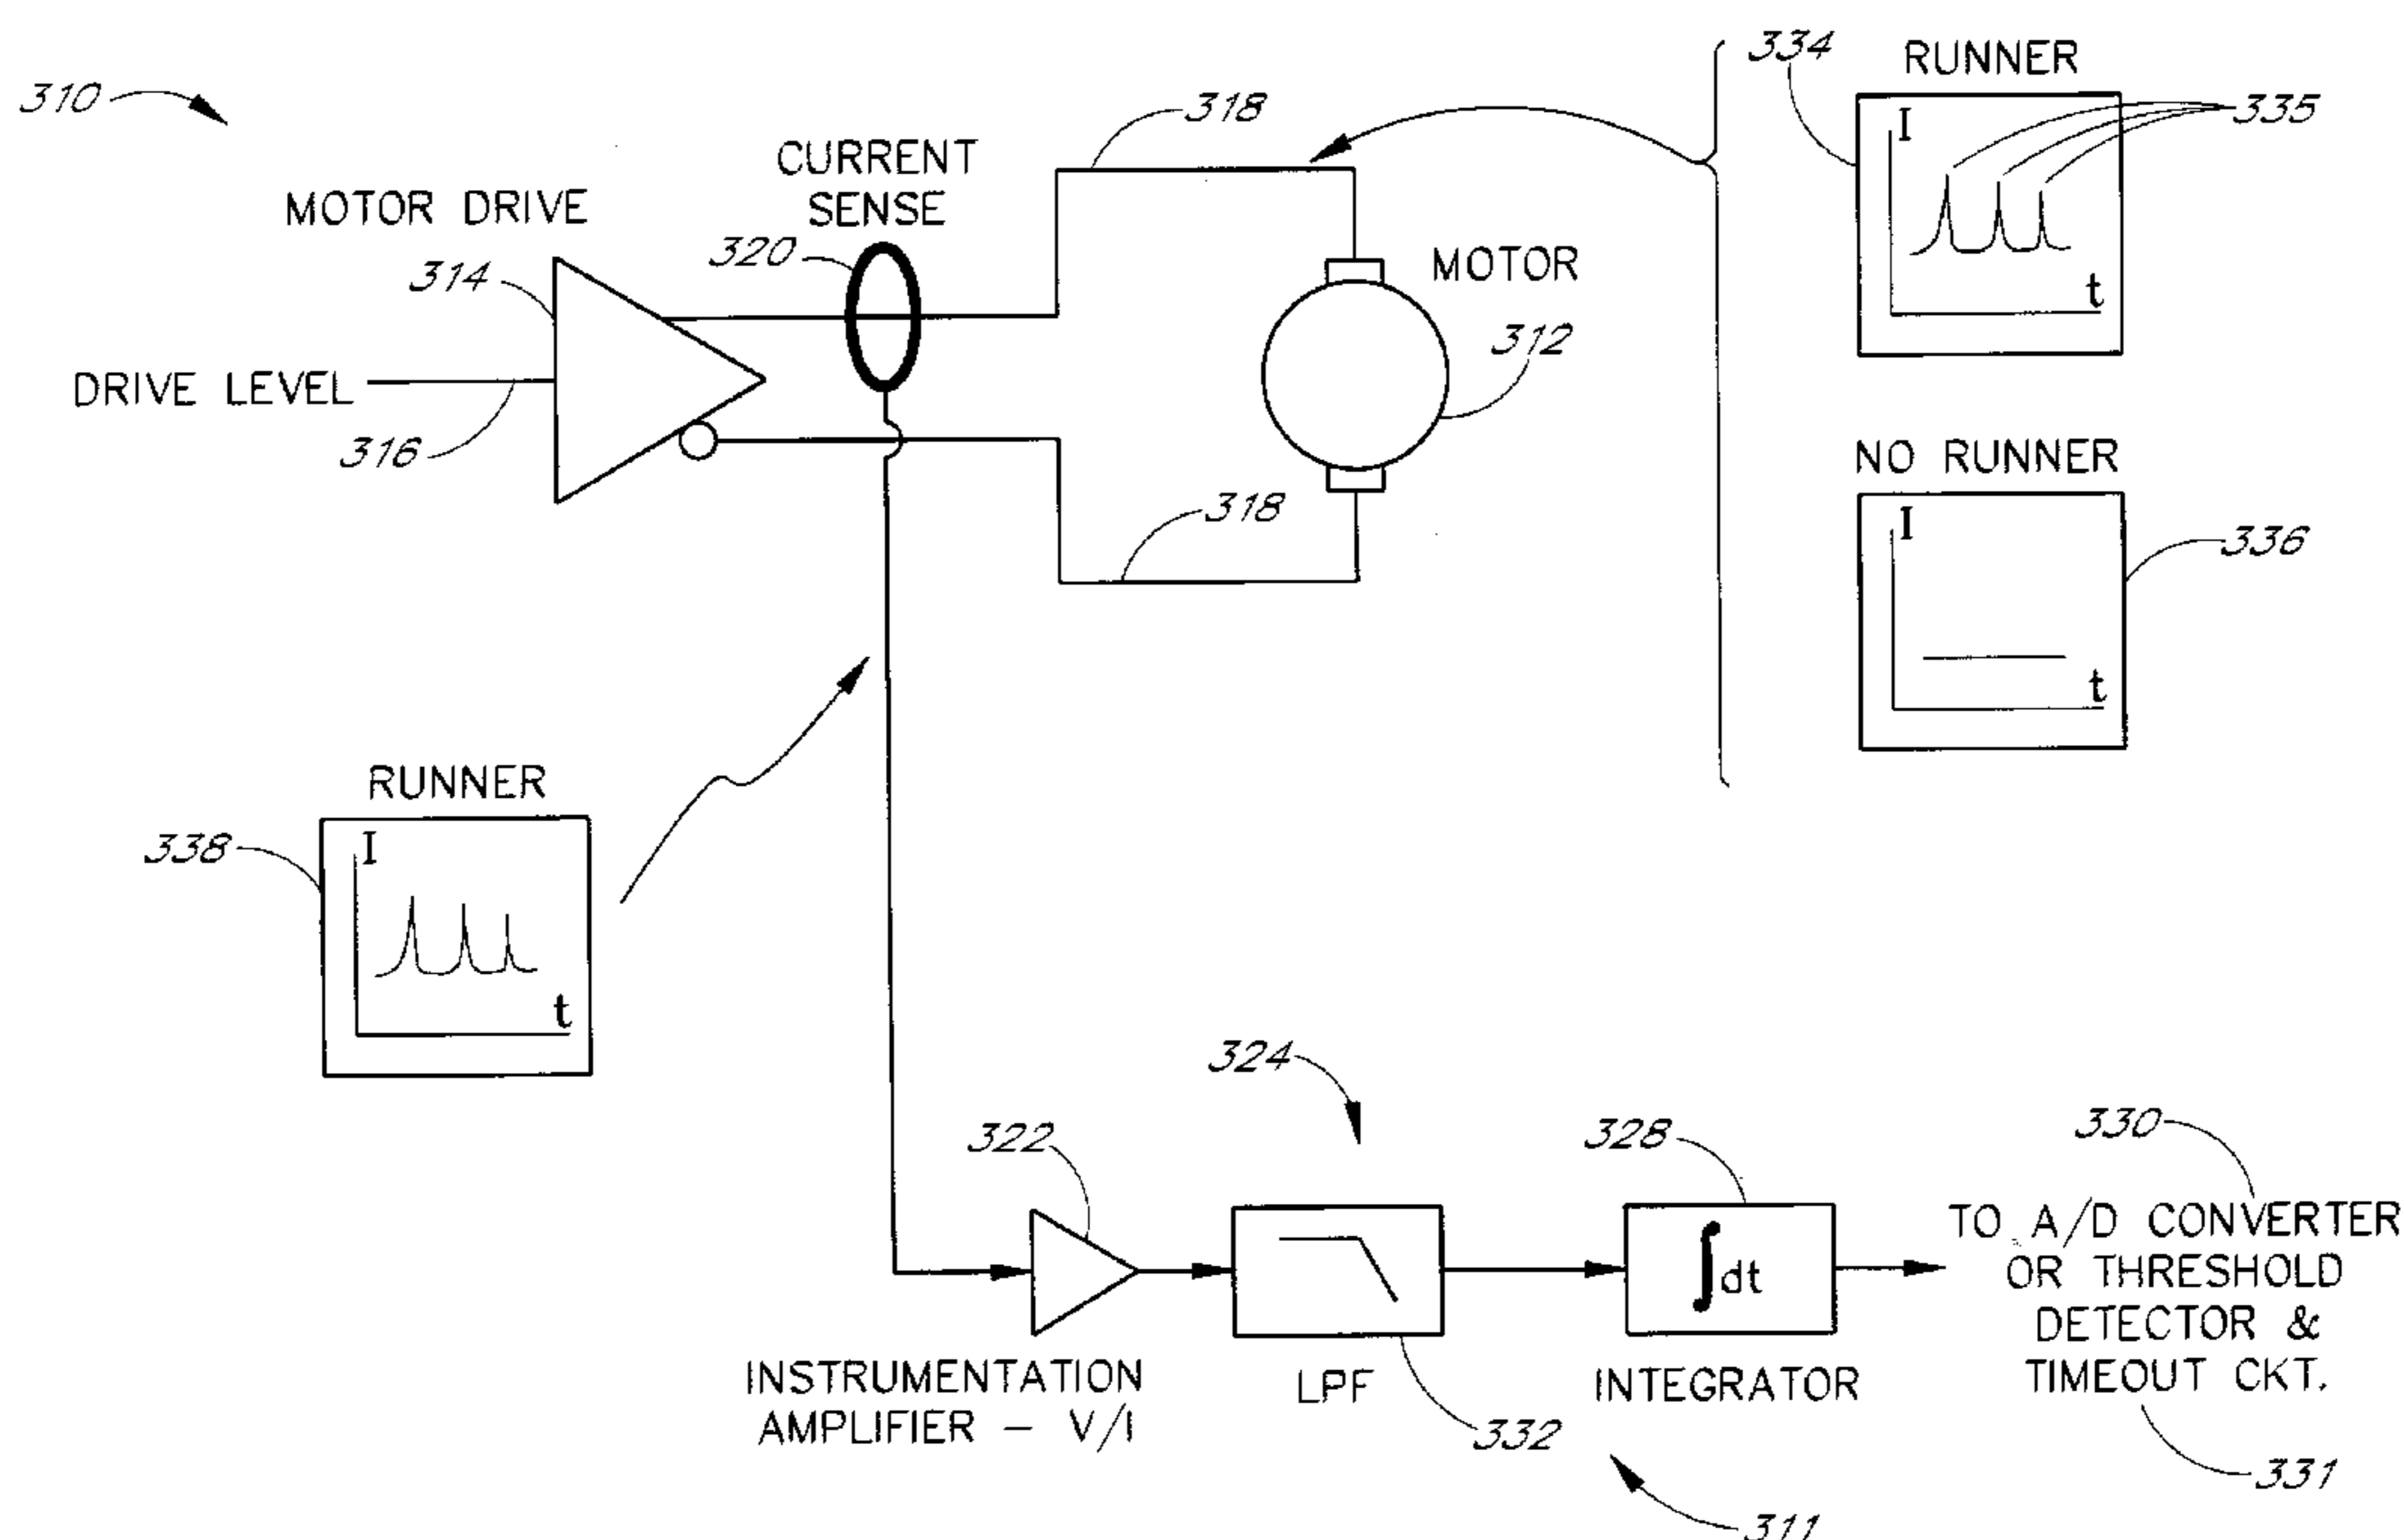 310
MOTOR DRIVE
314
DRIVE LEVEL
316
CURRENT
SENSE
320
318
MOTOR
312
318
334
RUNNER
I
335
t
NO RUNNER
I
336
t
RUNNER
338
I
t
324
322
328
330
INSTRUMENTATION
AMPLIFIER - V/I
LPF
332
∫dt
INTEGRATOR
TO A/D CONVERTER
OR THRESHOLD
DETECTOR &
TIMEOUT CKT.
331
311